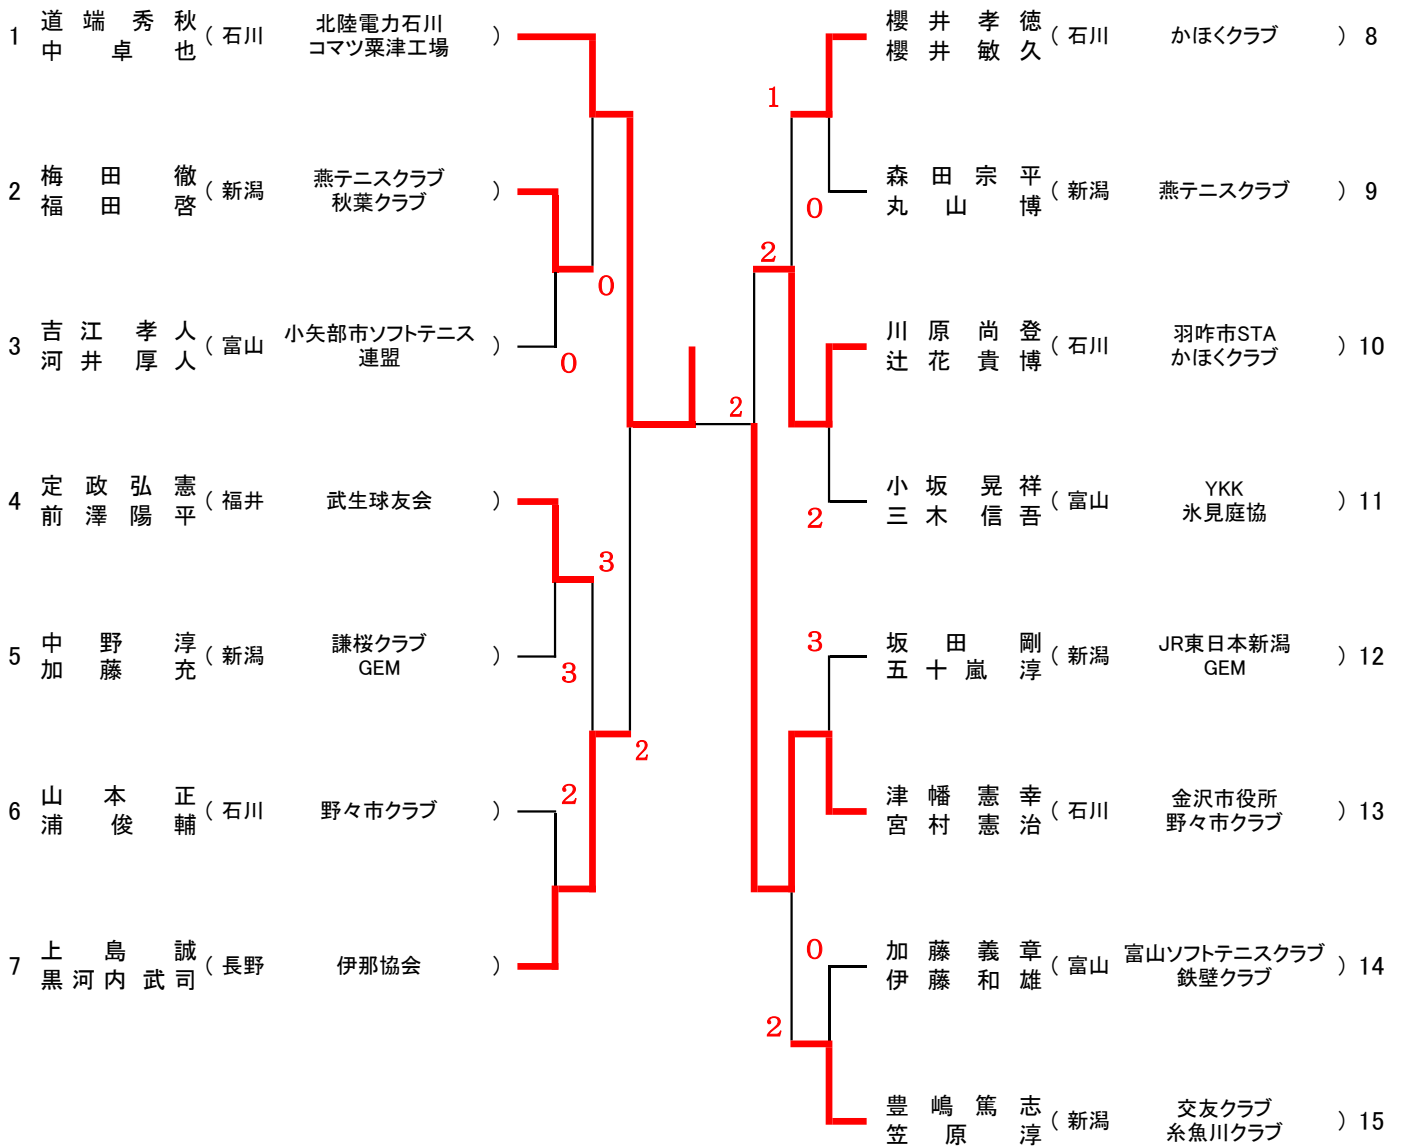 1 道端秀秋 ( 石川 北陸電力石川 )
中卓也 コマツ粟津工場
2 梅田徹 ( 新潟 燕テニスクラブ )
福田啓 秋葉クラブ
0
3 吉江孝人 ( 富山 小矢部市ソフトテニス )
河井厚人 連盟
0
4 定政弘憲 ( 福井 武生球友会 )
前澤陽平
3
5 中野淳 ( 新潟 謙桜クラブ )
加藤充 GEM
3
2
6 山本正 ( 石川 野々市クラブ )
浦俊輔
2
7 上島誠 ( 長野 伊那協会 )
黒河内武司
2
櫻井孝徳 ( 石川 かほくクラブ ) 8
櫻井敏久
1
森田宗平 ( 新潟 燕テニスクラブ ) 9
丸山博
0
2
川原尚登 ( 石川 羽咋市STA ) 10
辻花貴博 かほくクラブ
小坂晃祥 ( 富山 YKK ) 11
三木信吾 氷見庭協
2
3
坂田剛 ( 新潟 JR東日本新潟 ) 12
五十嵐淳 GEM
津幡憲幸 ( 石川 金沢市役所 ) 13
宮村憲治 野々市クラブ
0
加藤義章 ( 富山 富山ソフトテニスクラブ ) 14
伊藤和雄 鉄壁クラブ
2
豊嶋篤志 ( 新潟 交友クラブ ) 15
笠原淳 糸魚川クラブ